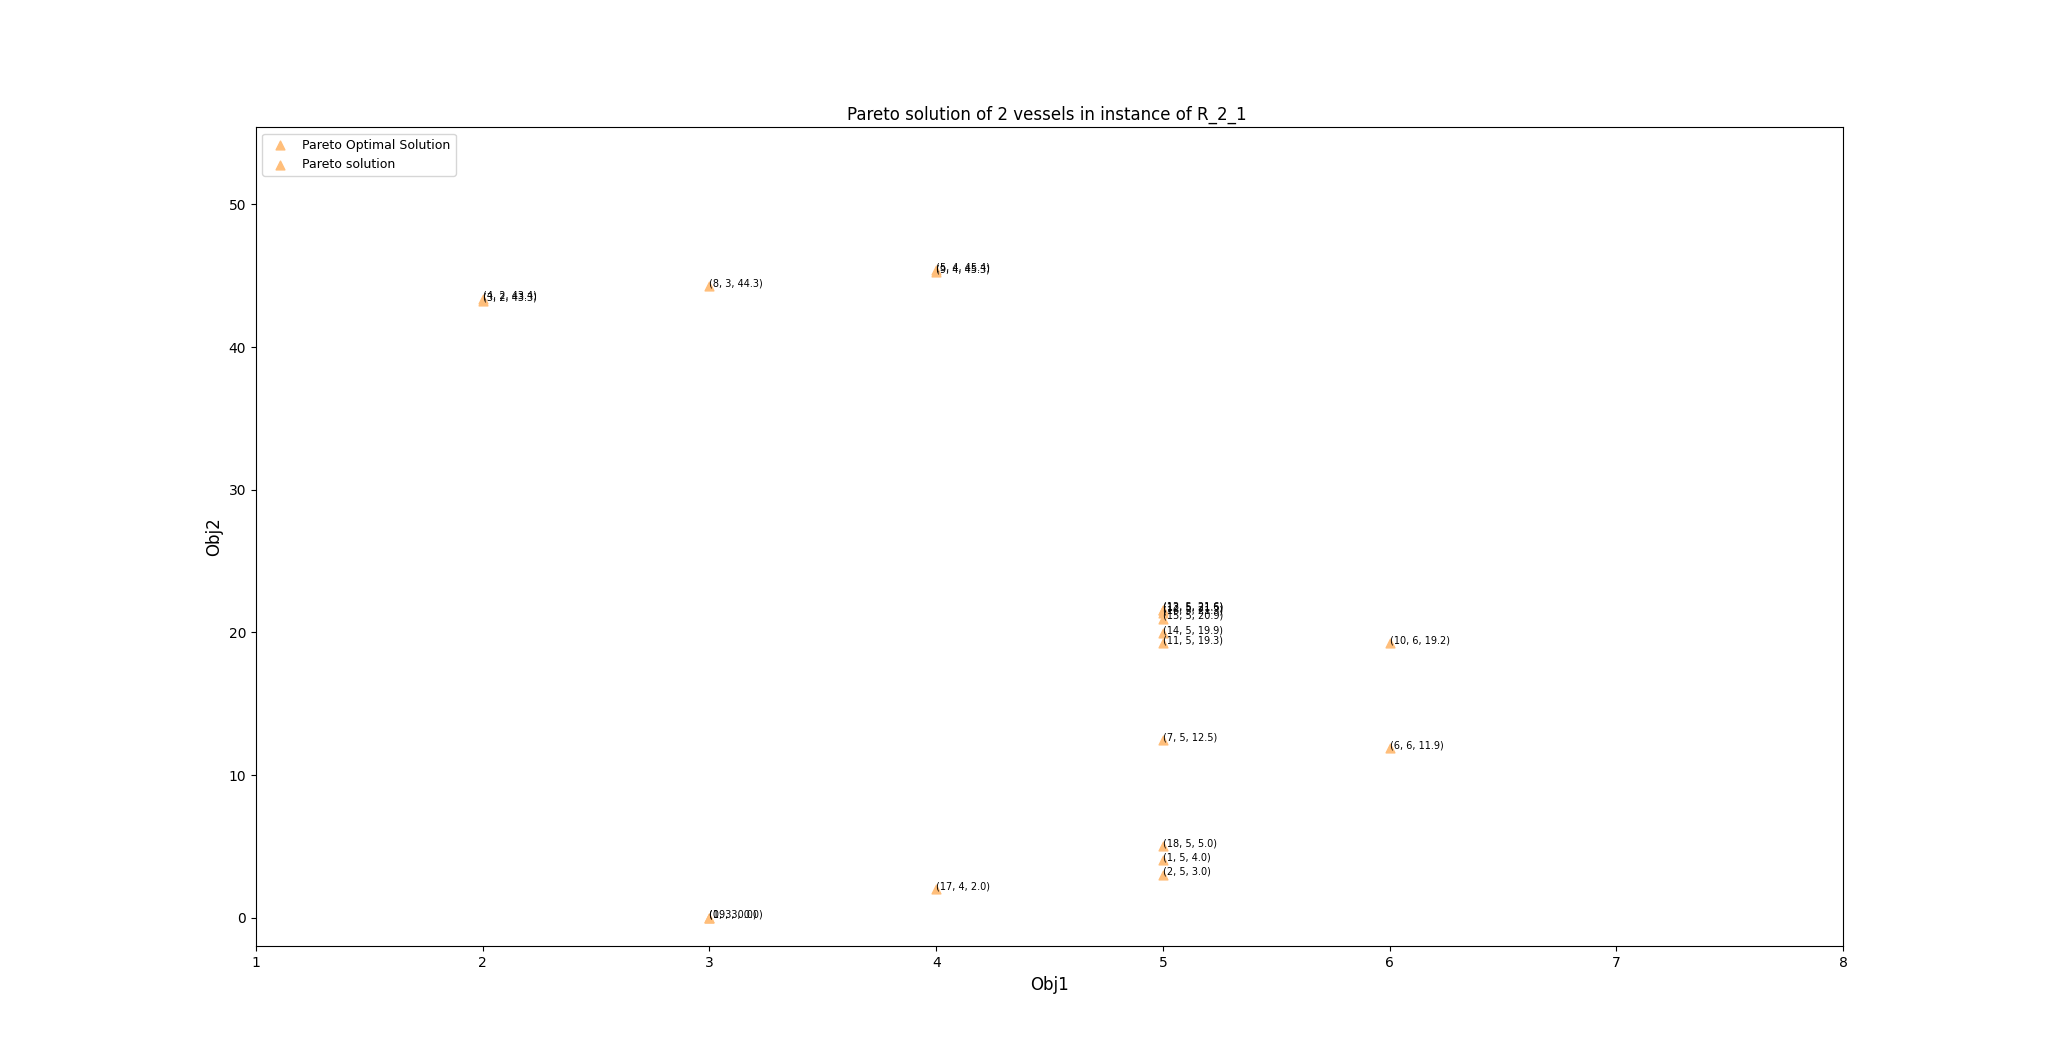 Pareto solution of 2 vessels in instance of R_2_1
Pareto Optimal Solution
Pareto solution
50
40
30
20
10
0
Obj2
(8, 3, 44.3)
(14, 5, 19.9)
(11, 5, 19.3)
(10, 6, 19.2)
(7, 5, 12.5)
(6, 6, 11.9)
(18, 5, 5.0)
(1, 5, 4.0)
(2, 5, 3.0)
(17, 4, 2.0)
1
2
3
4
5
6
7
8
Obj1